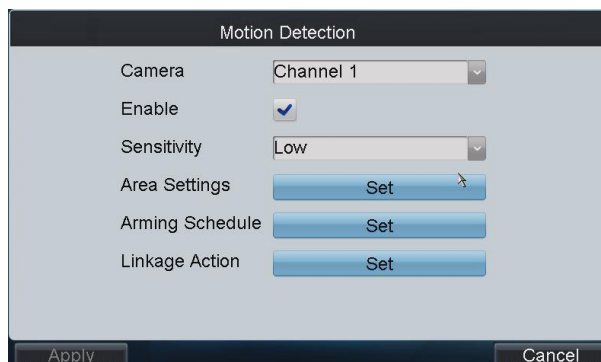 Motion Detection
Camera Channel 1
Enable
Sensitivity Low
Area Settings Set
Arming Schedule Set
Linkage Action Set
Apply Cancel